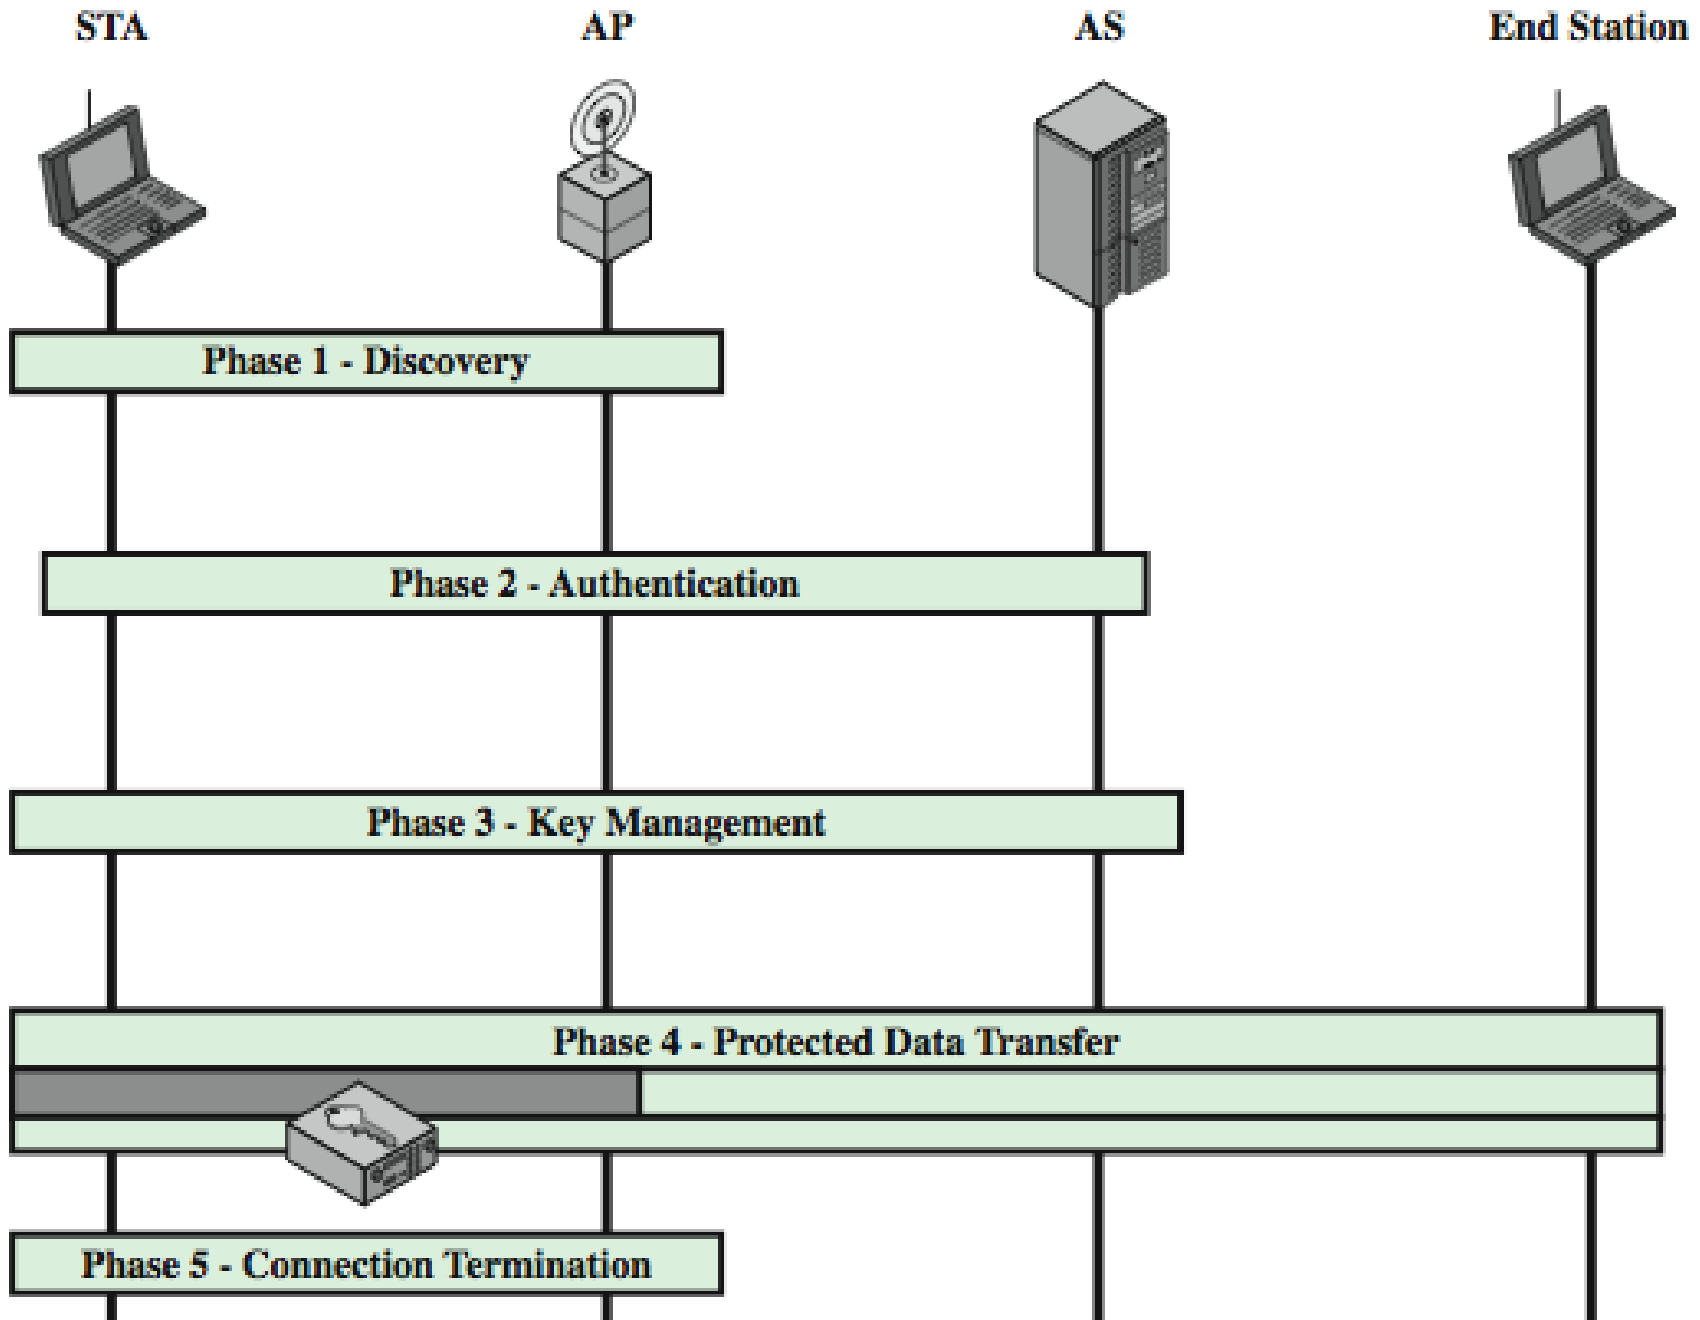 STA AP AS End Station
Phase 1 - Discovery
Phase 2 - Authentication
Phase 3 - Key Management
Phase 4 - Protected Data Transfer
Phase 5 - Connection Termination